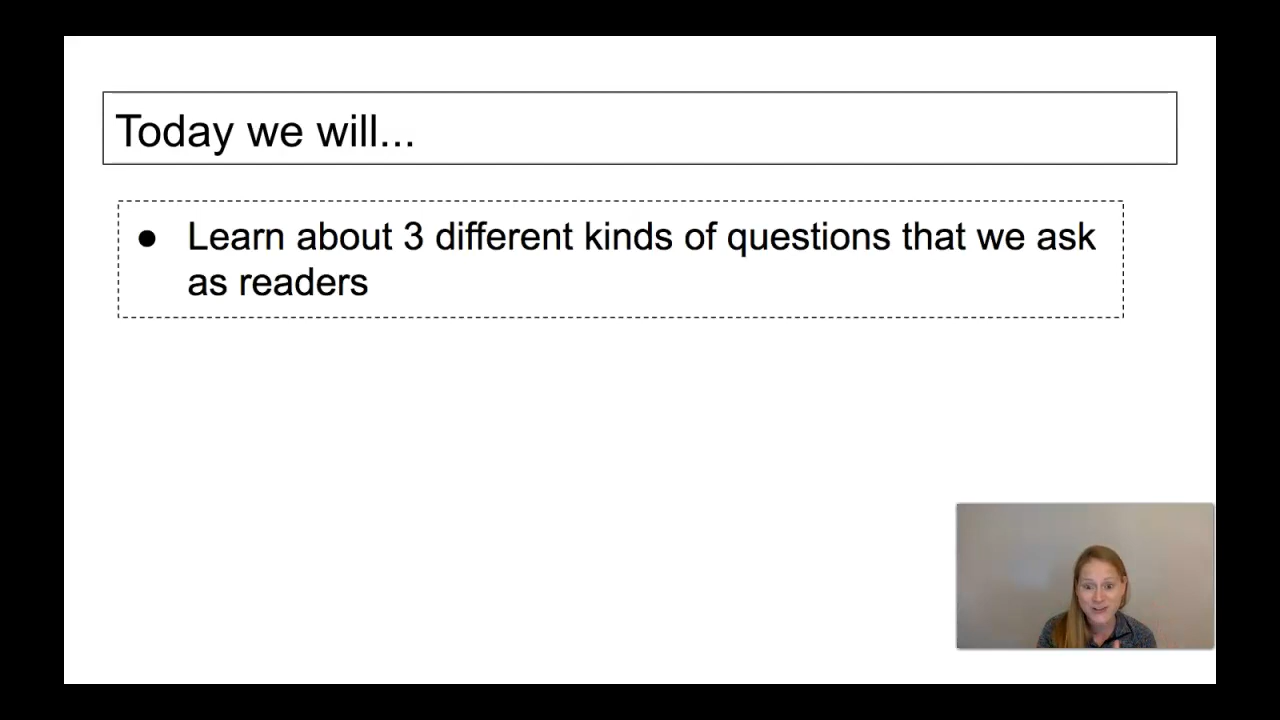 Today we will...
● Learn about 3 different kinds of questions that we ask
as readers